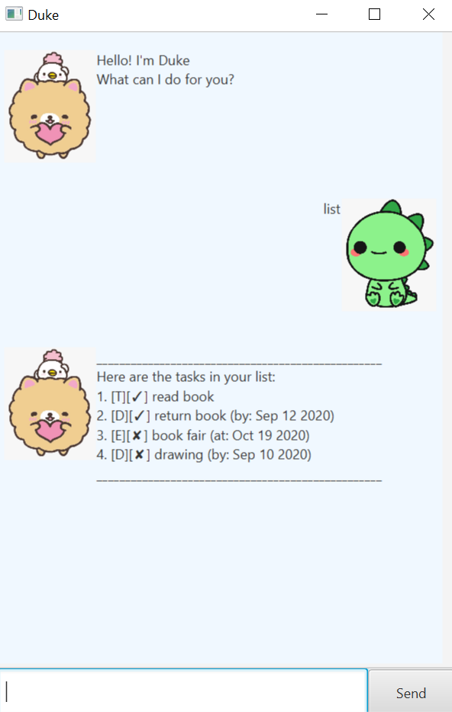 Duke
Hello! I'm Duke
What can I do for you?
list
__________________________________________________
Here are the tasks in your list:
1. [T][✓] read book
2. [D][✓] return book (by: Sep 12 2020)
3. [E][✘] book fair (at: Oct 19 2020)
4. [D][✘] drawing (by: Sep 10 2020)
__________________________________________________
Send